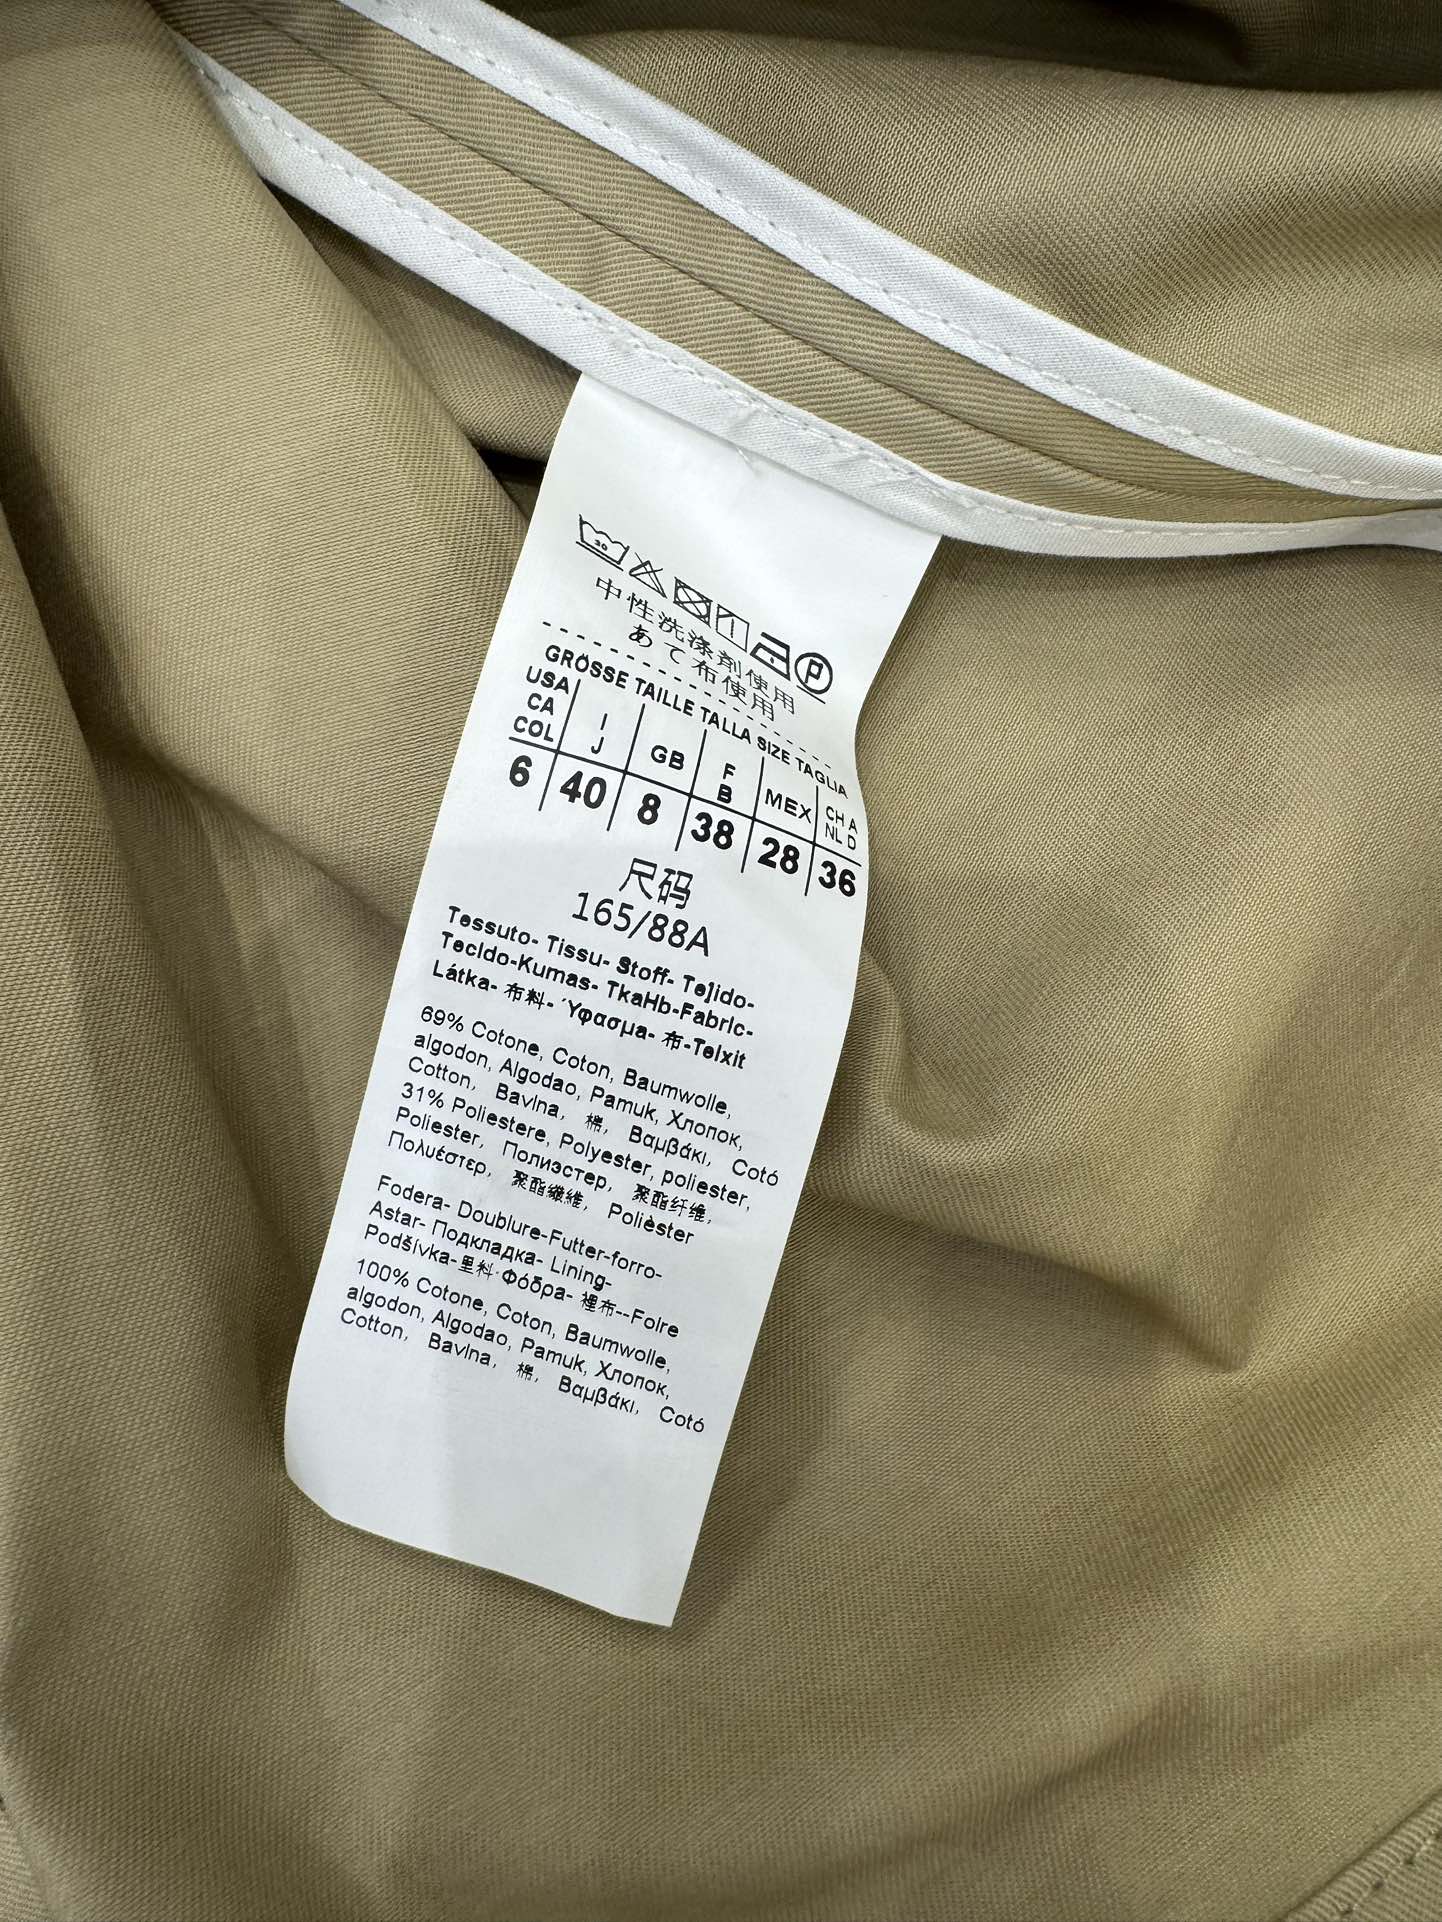 30
P
中性洗涤剤使用
あて布使用
GRÖSSE TAILLE TALLA SIZE TAGLIA
USA CA COL
I J
GB
F B
MEX
CH A NL D
6 40 8 38 28 36
尺码
165/88A
Tessuto- Tissu- Stoff- Tejido-
Tecido-Kumas- TkaHb-Fabric-
Látka- 布料- Ύφασμα- 布-Teixit
69% Cotone, Coton, Baumwolle,
algodon, Algodao, Pamuk, Хлопок,
Cotton, Bavlna, 棉, Βαμβάκι, Cotó
31% Poliestere, Polyester, poliester,
Poliester, Полиэстер, 聚酯纤维,
Πολυέστερ, 聚酯纖維, Polièster
Fodera- Doublure-Futter-forro-
Astar- Подкладка- Lining-
Podšívka-里料-Φόδρα- 裡布--Foire
100% Cotone, Coton, Baumwolle,
algodon, Algodao, Pamuk, Хлопок,
Cotton, Bavlna, 棉, Βαμβάκι, Cotó